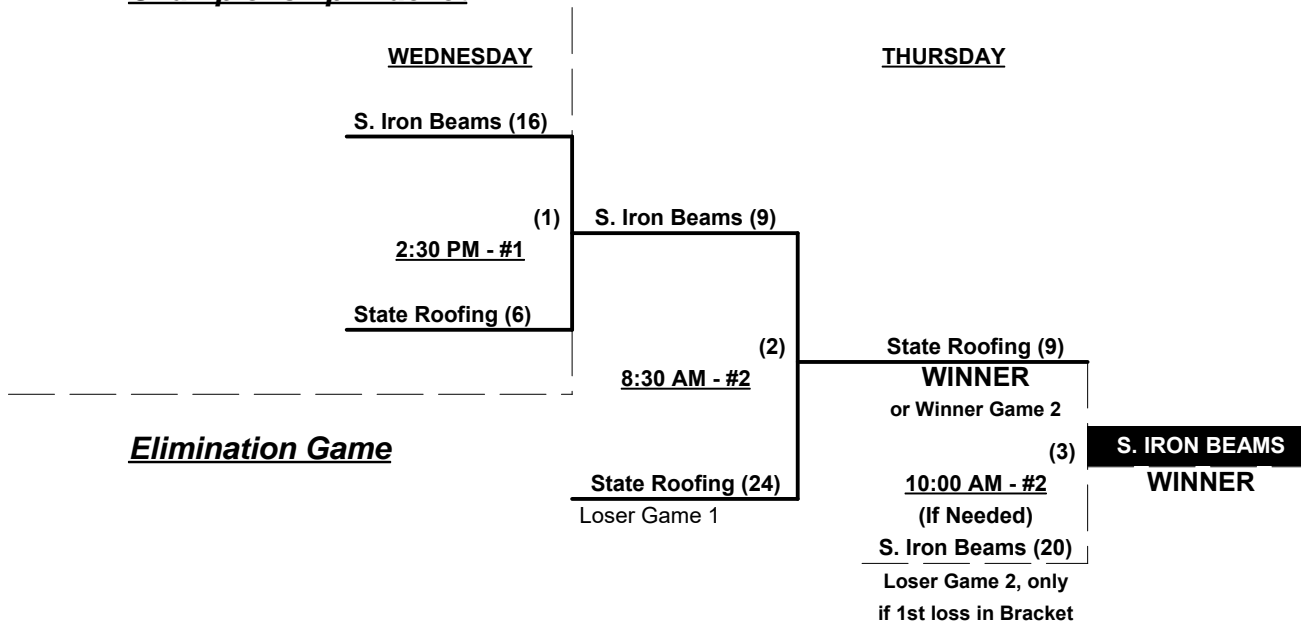 WEDNESDAY
THURSDAY
S. Iron Beams (16)
(1)
S. Iron Beams (9)
2:30 PM - #1
State Roofing (6)
(2)
State Roofing (9)
8:30 AM - #2
WINNER
or Winner Game 2
Elimination Game
(3)
S. IRON BEAMS
State Roofing (24)
10:00 AM - #2
WINNER
Loser Game 1
(If Needed)
S. Iron Beams (20)
Loser Game 2, only
if 1st loss in Bracket